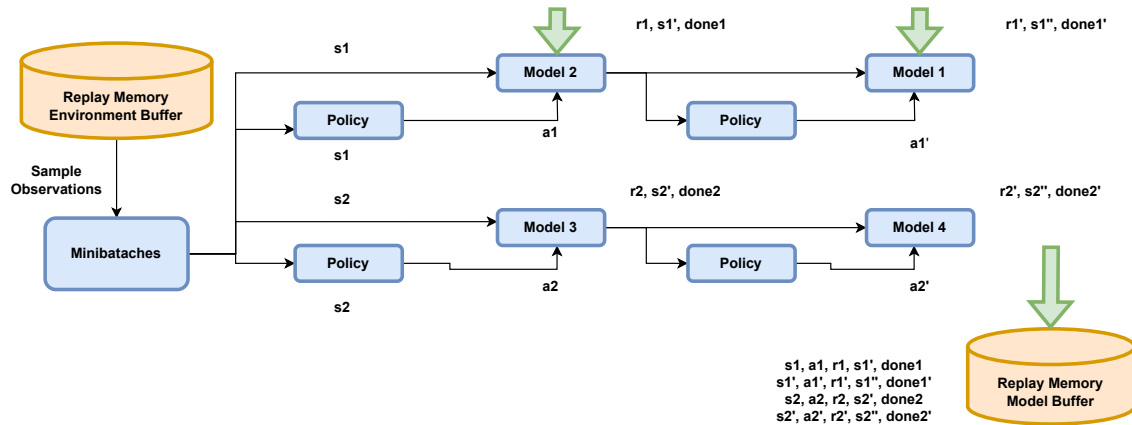 r1, s1', done1
r1', s1'', done1'
s1
Model 2
Model 1
Replay Memory
Environment Buffer
Policy
Policy
a1
a1'
s1
Sample
Observations
s2
r2, s2', done2
r2', s2'', done2'
Model 3
Model 4
Minibataches
Policy
Policy
a2
a2'
s2
s1, a1, r1, s1', done1
s1', a1', r1', s1'', done1'
s2, a2, r2, s2', done2
s2', a2', r2', s2'', done2'
Replay Memory
Model Buffer